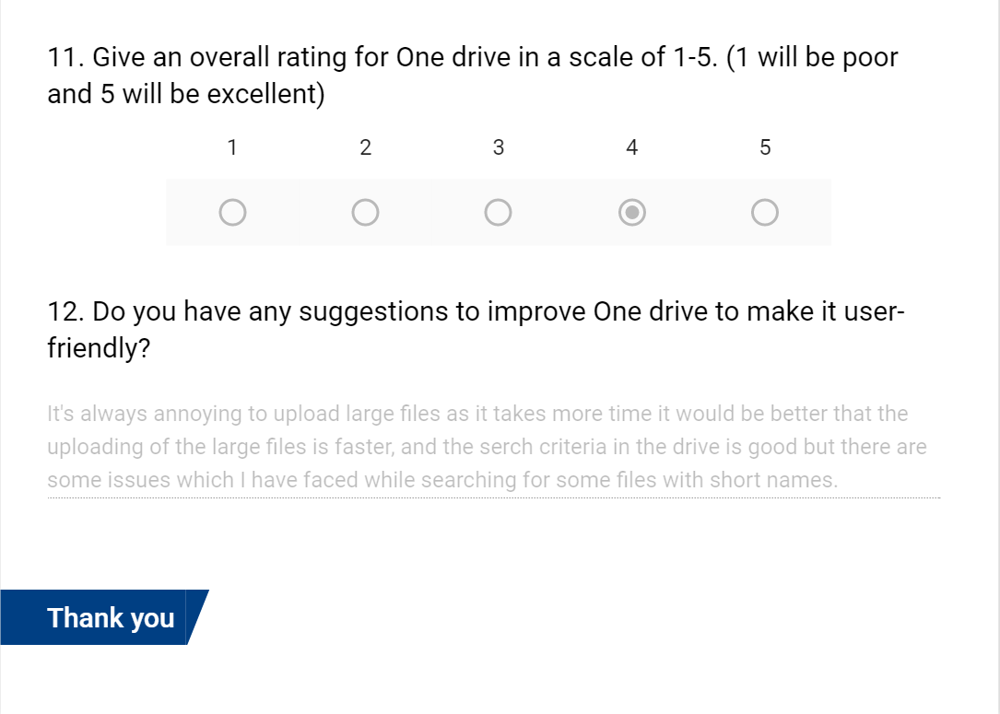 11. Give an overall rating for One drive in a scale of 1-5. (1 will be poor
and 5 will be excellent)
1 2 3 4 5
12. Do you have any suggestions to improve One drive to make it user-
friendly?
It's always annoying to upload large files as it takes more time it would be better that the
uploading of the large files is faster, and the serch criteria in the drive is good but there are
some issues which I have faced while searching for some files with short names.
Thank you